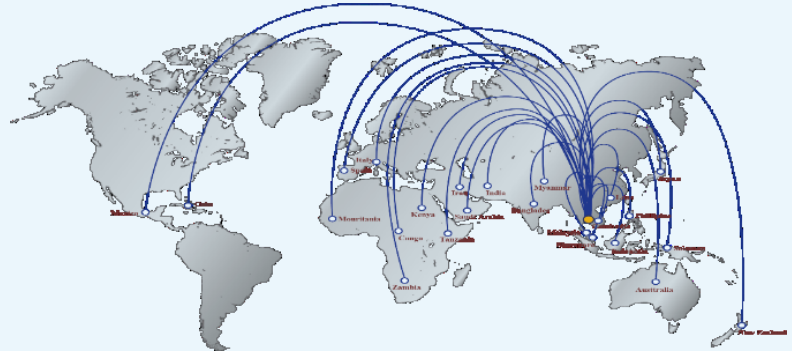 Italy
Spain
Japan
Iran
India
Myanmar
Mexico
Cuba
Mauritania
Kenya
Saudi Arabia
Bangladesh
Congo
Tanzania
Malaysia
Zambia
Australia
New Zealand